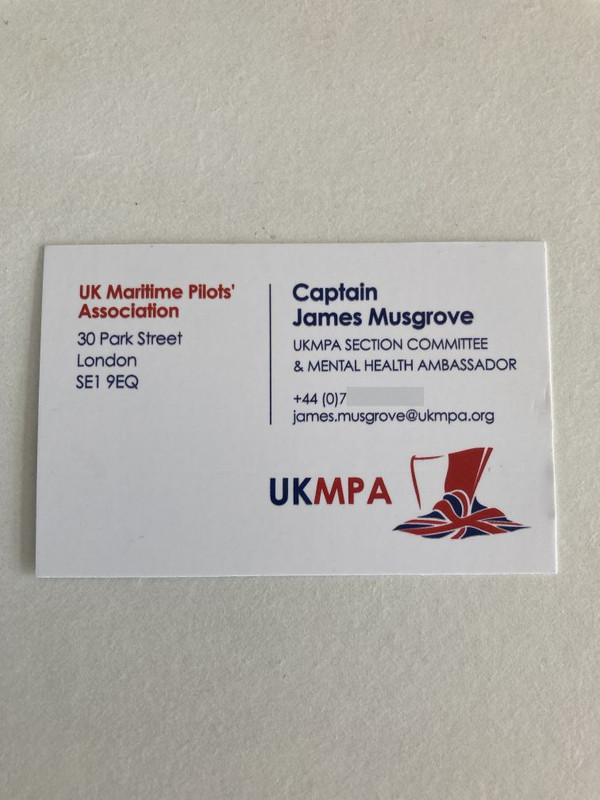 UK Maritime Pilots'
Association
30 Park Street
London
SE1 9EQ
Captain
James Musgrove
UKMPA SECTION COMMITTEE
& MENTAL HEALTH AMBASSADOR
+44 (0)7
james.musgrove@ukmpa.org
UKMPA